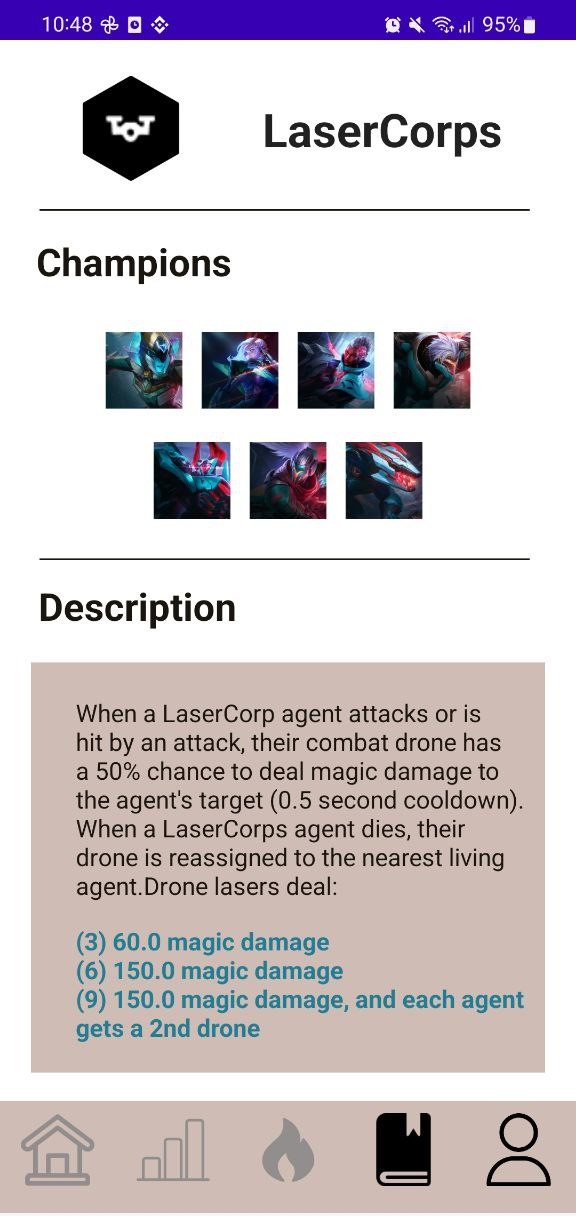 10:48 95%
LaserCorps
Champions
Description
When a LaserCorp agent attacks or is
hit by an attack, their combat drone has
a 50% chance to deal magic damage to
the agent's target (0.5 second cooldown).
When a LaserCorps agent dies, their
drone is reassigned to the nearest living
agent.Drone lasers deal:
(3) 60.0 magic damage
(6) 150.0 magic damage
(9) 150.0 magic damage, and each agent
gets a 2nd drone